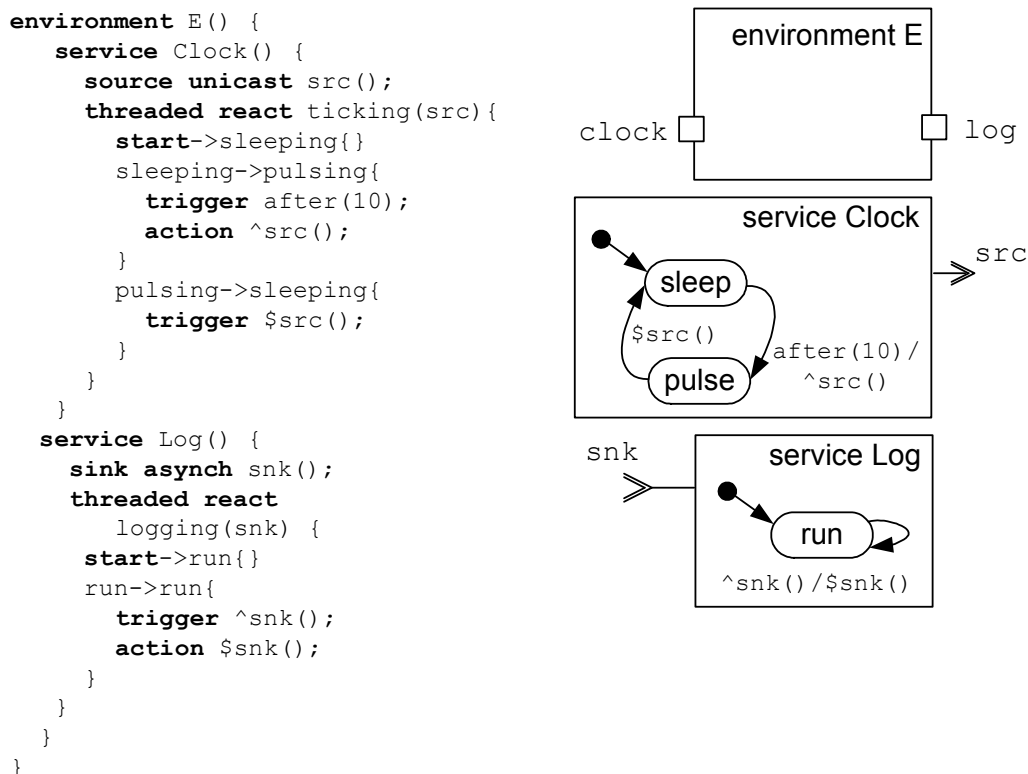 environment E() {
service Clock() {
source unicast src();
threaded react ticking(src){
start->sleeping{}
sleeping->pulsing{
trigger after(10);
action ^src();
}
pulsing->sleeping{
trigger $src();
}
}
}
service Log() {
sink asynch snk();
threaded react
logging(snk) {
start->run{}
run->run{
trigger ^snk();
action $snk();
}
}
}
}
environment E
clock
log
service Clock
src
sleep
$src()
after(10)/
^src()
pulse
snk
service Log
run
^snk()/$snk()